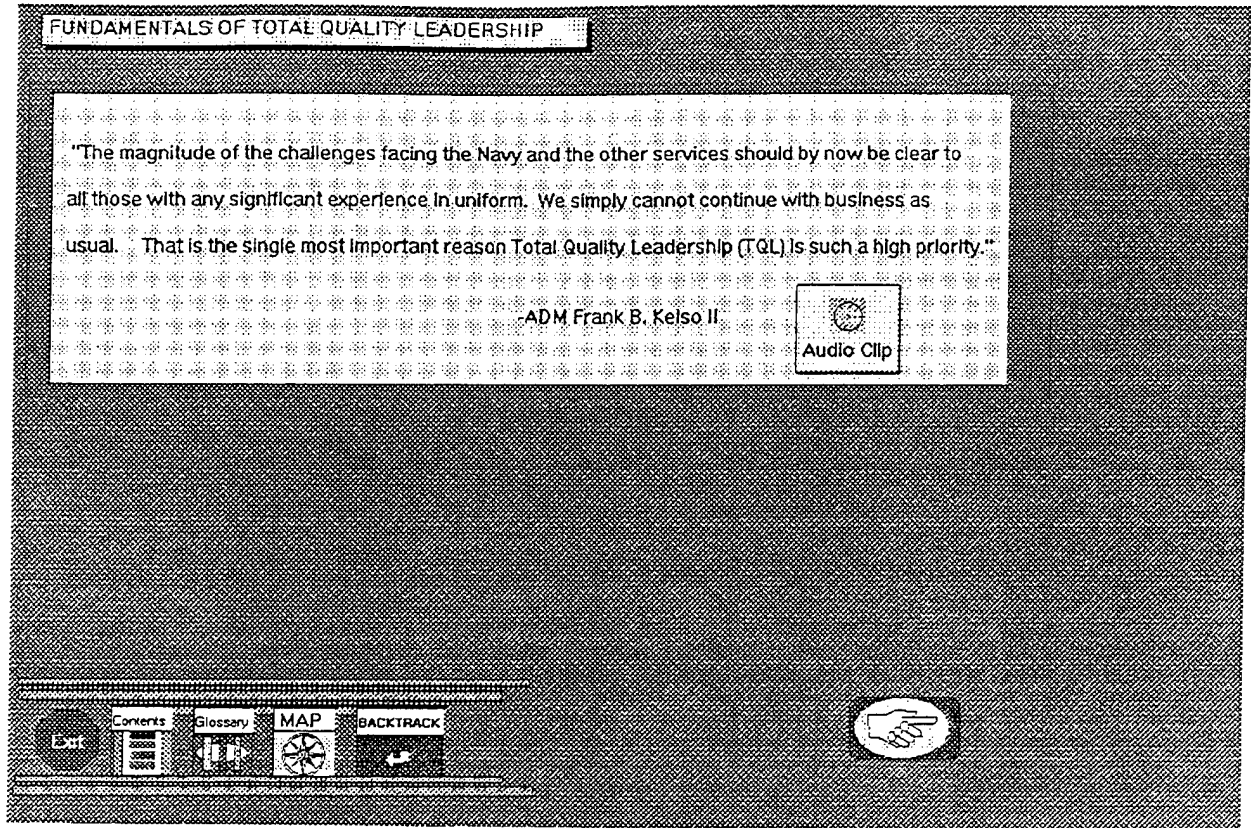 FUNDAMENTALS OF TOTAL QUALITY LEADERSHIP
"The magnitude of the challenges facing the Navy and the other services should by now be clear to
all those with any significant experience in uniform. We simply cannot continue with business as
usual. That is the single most important reason Total Quality Leadership (TQL) is such a high priority."
-ADM Frank B. Kelso II
Audio Clip
Exit
Contents
Glossary
MAP
BACKTRACK